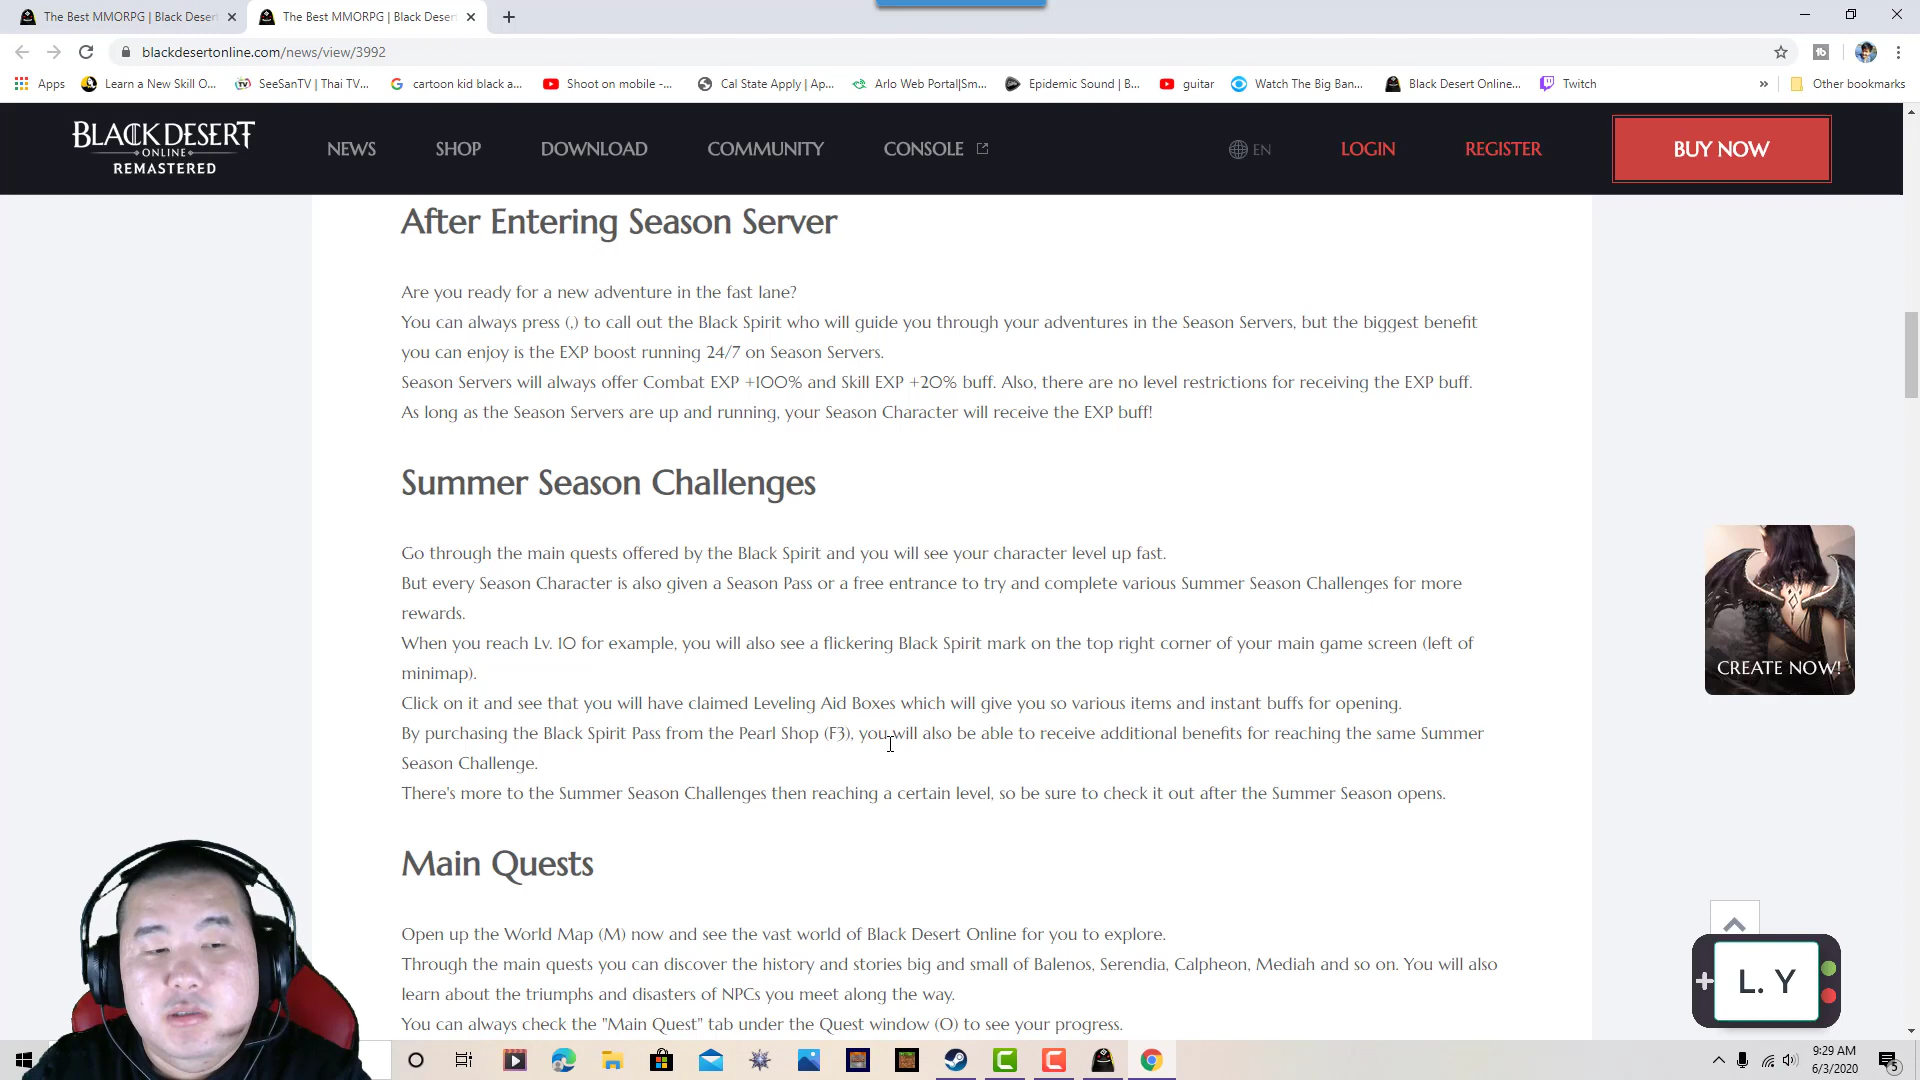 The Best MMORPG | Black Deser
The Best MMORPG | Black Deser
blackdesertonline.com/news/view/3992
Apps
Learn a New Skill O...
SeeSanTV | Thai TV...
cartoon kid black a...
Shoot on mobile -...
Cal State Apply | Ap...
Arlo Web Portal|Sm...
Epidemic Sound | B...
guitar
Watch The Big Ban...
Black Desert Online...
Twitch
»
Other bookmarks
BLACK DESERT
ONLINE
REMASTERED
NEWS
SHOP
DOWNLOAD
COMMUNITY
CONSOLE
EN
LOGIN
REGISTER
BUY NOW
After Entering Season Server
Are you ready for a new adventure in the fast lane?
You can always press (,) to call out the Black Spirit who will guide you through your adventures in the Season Servers, but the biggest benefit
you can enjoy is the EXP boost running 24/7 on Season Servers.
Season Servers will always offer Combat EXP +100% and Skill EXP +20% buff. Also, there are no level restrictions for receiving the EXP buff.
As long as the Season Servers are up and running, your Season Character will receive the EXP buff!
Summer Season Challenges
Go through the main quests offered by the Black Spirit and you will see your character level up fast.
But every Season Character is also given a Season Pass or a free entrance to try and complete various Summer Season Challenges for more
rewards.
When you reach Lv. 10 for example, you will also see a flickering Black Spirit mark on the top right corner of your main game screen (left of
minimap).
Click on it and see that you will have claimed Leveling Aid Boxes which will give you so various items and instant buffs for opening.
By purchasing the Black Spirit Pass from the Pearl Shop (F3), you will also be able to receive additional benefits for reaching the same Summer
Season Challenge.
There's more to the Summer Season Challenges then reaching a certain level, so be sure to check it out after the Summer Season opens.
CREATE NOW!
Main Quests
Open up the World Map (M) now and see the vast world of Black Desert Online for you to explore.
Through the main quests you can discover the history and stories big and small of Balenos, Serendia, Calpheon, Mediah and so on. You will also
learn about the triumphs and disasters of NPCs you meet along the way.
You can always check the "Main Quest" tab under the Quest window (O) to see your progress.
L. Y
9:29 AM
6/3/2020
5